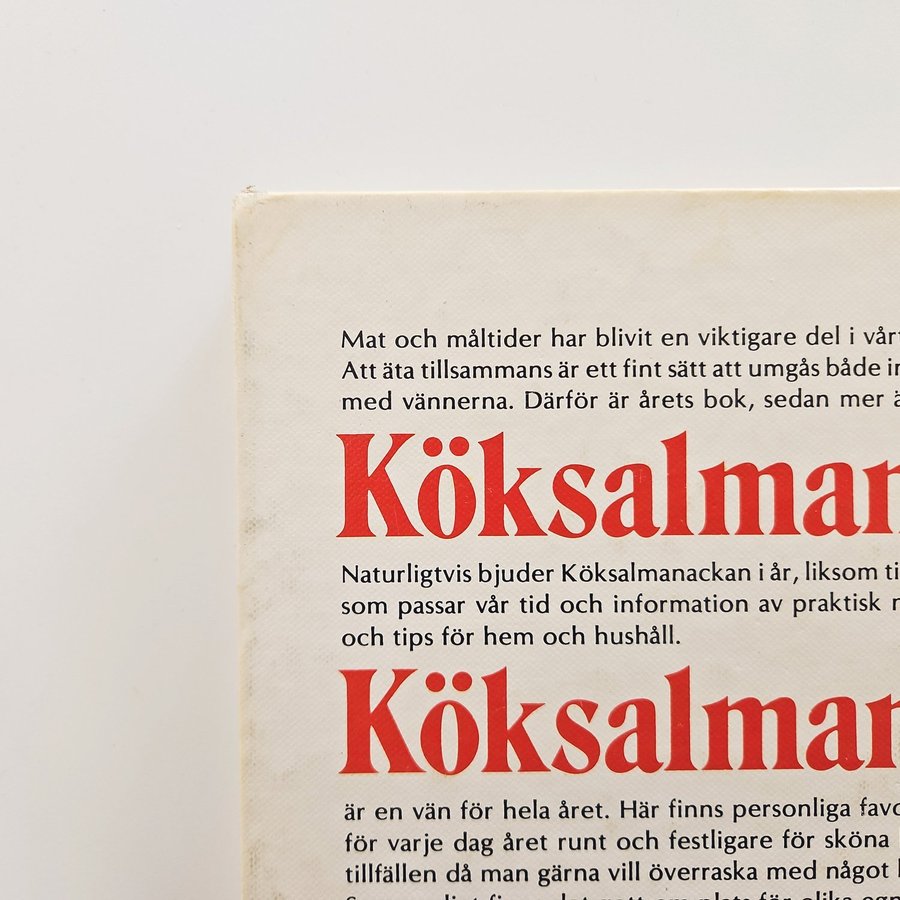 Mat och måltider har blivit en viktigare del i vårt
Att äta tillsammans är ett fint sätt att umgås både
med vännerna. Därför är årets bok, sedan mer
Köksalman
Naturligtvis bjuder Köksalmanackan i år, liksom
som passar vår tid och information av praktisk
och tips för hem och hushåll.
Köksalman
är en vän för hela året. Här finns personliga
för varje dag året runt och festligare för sköna
tillfällen då man gärna vill överraska med något